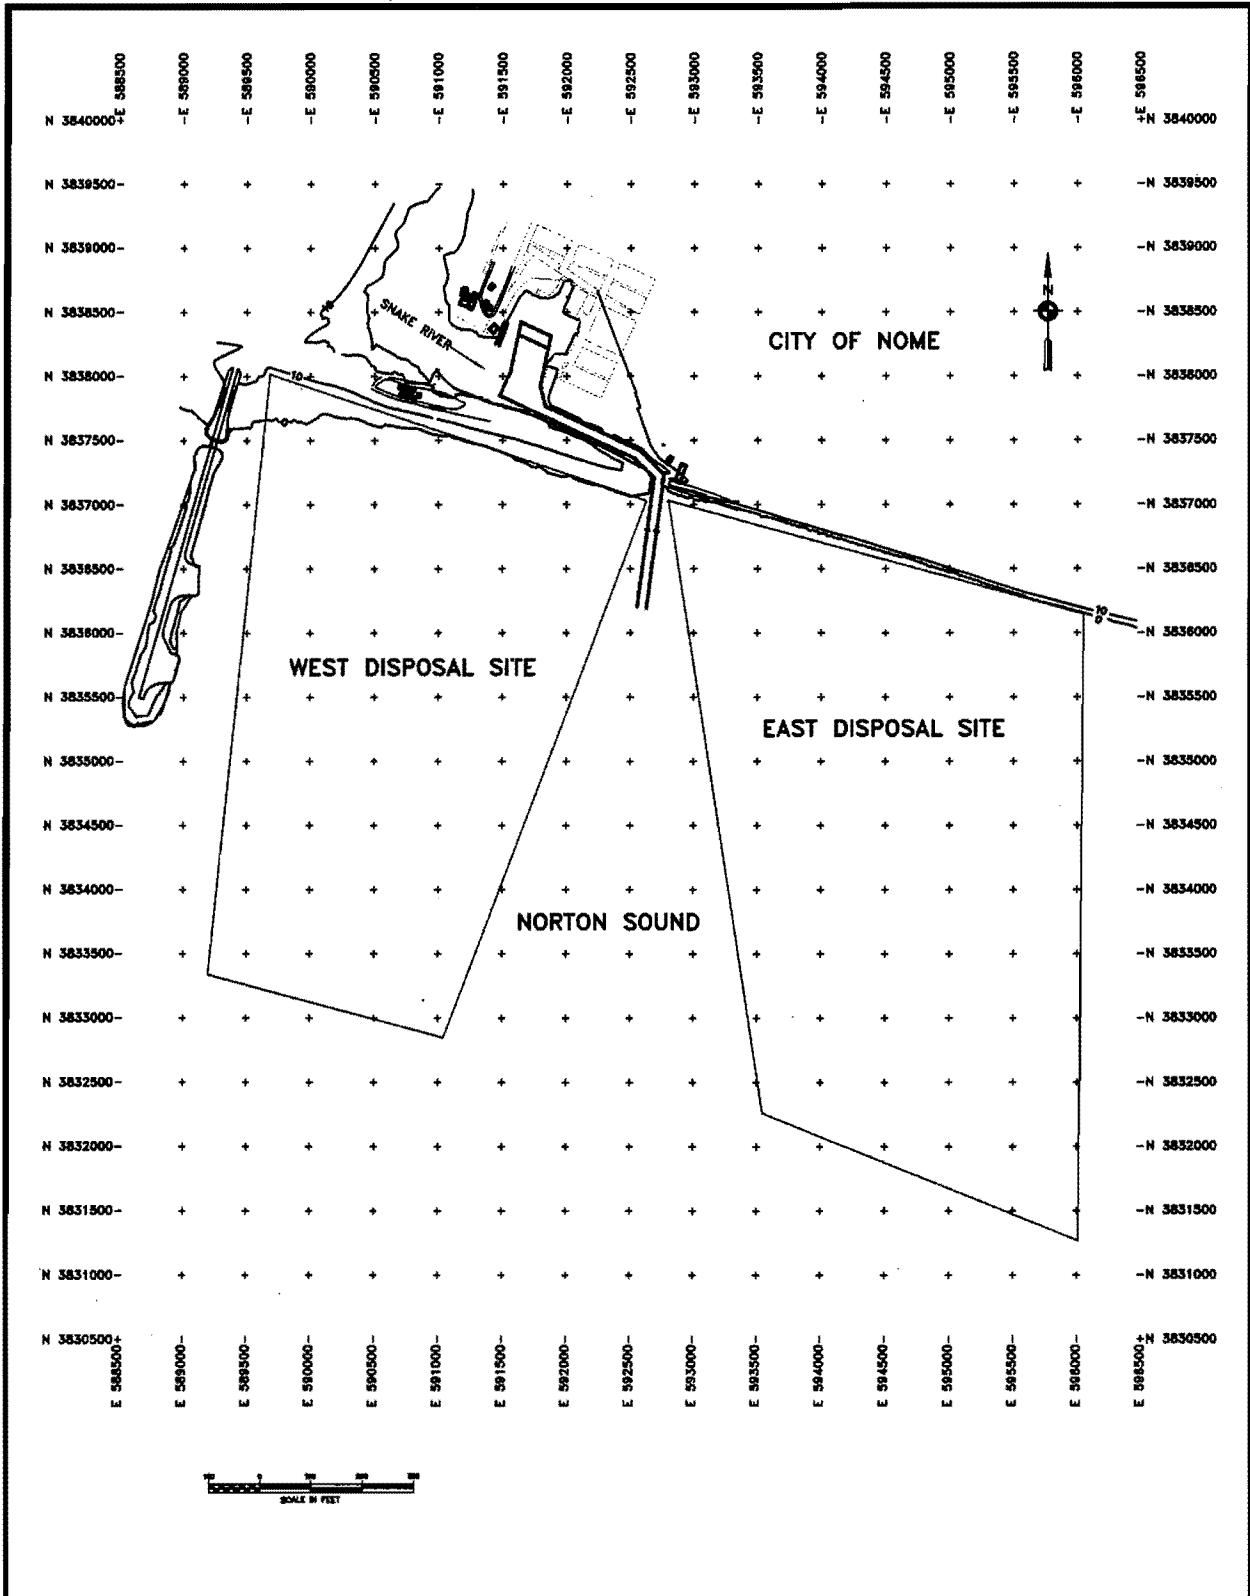 E 588500 E 589000 E 589500 E 590000 E 590500 E 591000 E 591500 E 592000 E 592500 E 593000 E 593500 E 594000 E 594500 E 595000 E 595500 E 596000 E 596500
N 3840000 N 3840000
N 3839500 N 3839500
N 3839000 N 3839000
N
N 3838500 N 3838500
SNAKE RIVER
CITY OF NOME
N 3838000 10 N 3838000
0
N 3837500 N 3837500
N 3837000 N 3837000
N 3836500 N 3836500
10
0
N 3836000 N 3836000
WEST DISPOSAL SITE
N 3835500 N 3835500
EAST DISPOSAL SITE
N 3835000 N 3835000
N 3834500 N 3834500
N 3834000 N 3834000
NORTON SOUND
N 3833500 N 3833500
N 3833000 N 3833000
N 3832500 N 3832500
N 3832000 N 3832000
N 3831500 N 3831500
N 3831000 N 3831000
N 3830500 N 3830500
E 588500 E 589000 E 589500 E 590000 E 590500 E 591000 E 591500 E 592000 E 592500 E 593000 E 593500 E 594000 E 594500 E 595000 E 595500 E 596000 E 596500
SCALE IN FEET